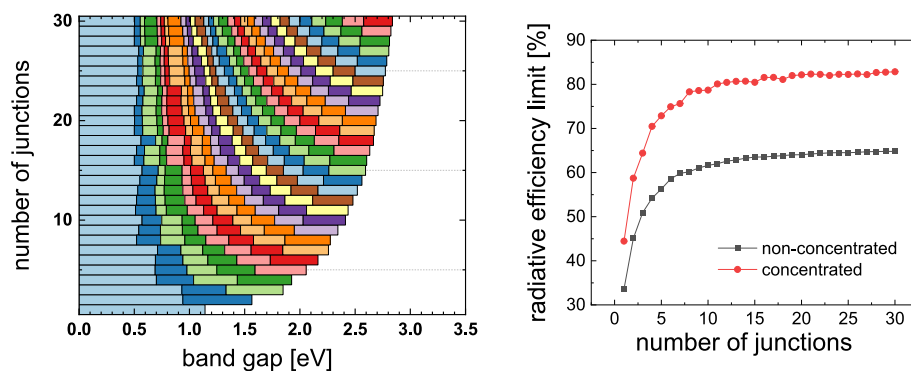 number of junctions
30
20
10
0.0 0.5 1.0 1.5 2.0 2.5 3.0 3.5
band gap [eV]
radiative efficiency limit [%]
90
80
70
60
50
40
30
non-concentrated
concentrated
0 5 10 15 20 25 30
number of junctions